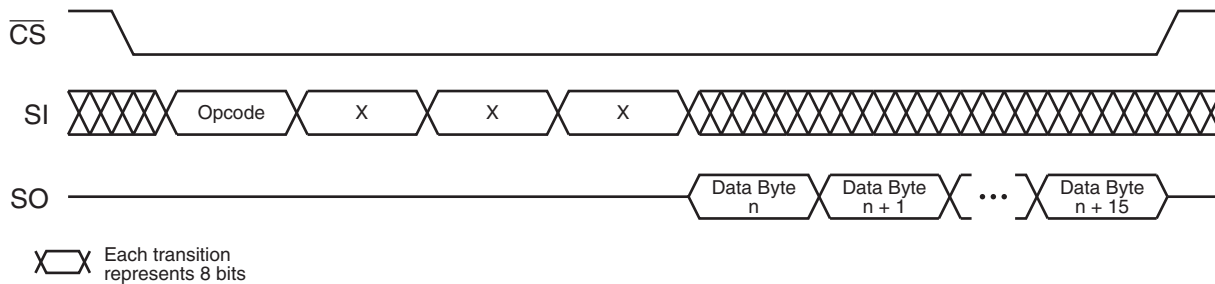 CS
SI
Opcode
X
X
X
SO
Data Byte
n
Data Byte
n + 1
•••
Data Byte
n + 15
Each transition
represents 8 bits